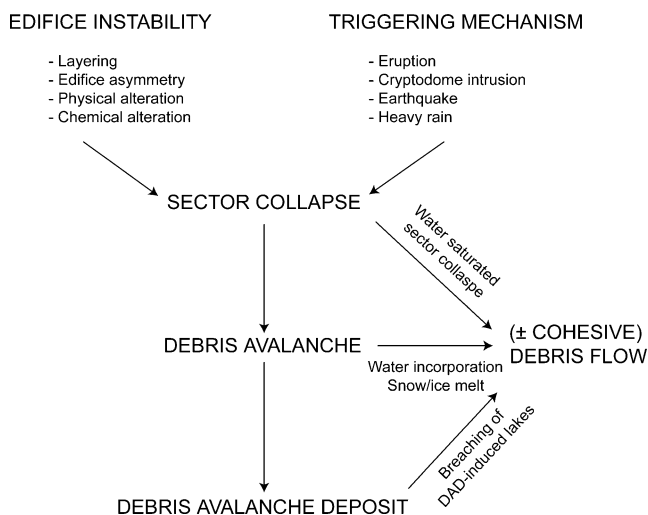 EDIFICE INSTABILITY
- Layering
- Edifice asymmetry
- Physical alteration
- Chemical alteration
TRIGGERING MECHANISM
- Eruption
- Cryptodome intrusion
- Earthquake
- Heavy rain
SECTOR COLLAPSE
Water saturated
sector collaspe
(± COHESIVE)
DEBRIS FLOW
DEBRIS AVALANCHE
Water incorporation
Snow/ice melt
Breaching of
DAD-induced lakes
DEBRIS AVALANCHE DEPOSIT